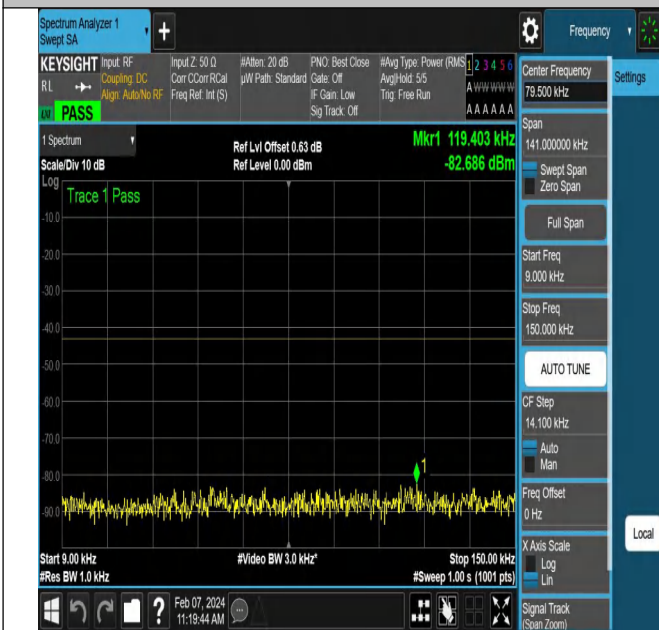 Spectrum Analyzer 1
Swept SA
+
Frequency
KEYSIGHT
RL
LXI
PASS
Input: RF
Coupling: DC
Align: Auto/No RF
Input Z: 50 Ω
Corr CCorr RCal
Freq Ref: Int (S)
#Atten: 20 dB
µW Path: Standard
PNO: Best Close
Gate: Off
IF Gain: Low
Sig Track: Off
#Avg Type: Power (RMS
Avg|Hold: 5/5
Trig: Free Run
1 2 3 4 5 6
A W W W W W
A A A A A A
1 Spectrum
Scale/Div 10 dB
Ref Lvl Offset 0.63 dB
Ref Level 0.00 dBm
Mkr1 119.403 kHz
-82.686 dBm
Log
Trace 1 Pass
-10.0
-20.0
-30.0
-40.0
-50.0
-60.0
-70.0
-80.0
-90.0
1
Start 9.00 kHz
#Res BW 1.0 kHz
#Video BW 3.0 kHz*
Stop 150.00 kHz
#Sweep 1.00 s (1001 pts)
?
Feb 07, 2024
11:19:44 AM
Center Frequency
79.500 kHz
Settings
Span
141.000000 kHz
Swept Span
Zero Span
Full Span
Start Freq
9.000 kHz
Stop Freq
150.000 kHz
AUTO TUNE
CF Step
14.100 kHz
Auto
Man
Freq Offset
0 Hz
X Axis Scale
Log
Lin
Signal Track
(Span Zoom)
Local